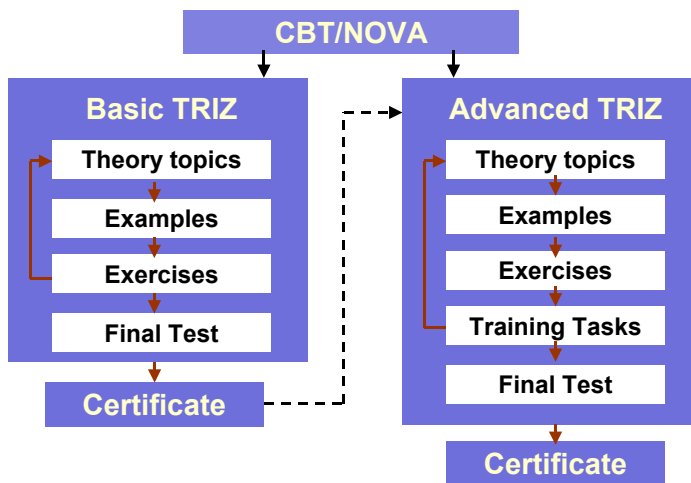 CBT/NOVA
Basic TRIZ
Theory topics
Examples
Exercises
Final Test
Certificate
Advanced TRIZ
Theory topics
Examples
Exercises
Training Tasks
Final Test
Certificate